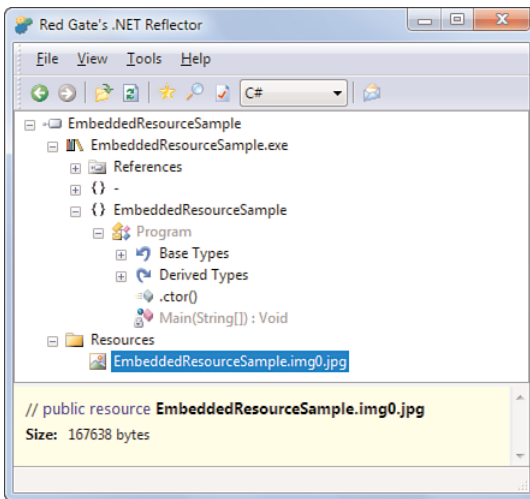 Red Gate's .NET Reflector
File View Tools Help
C#
EmbeddedResourceSample
EmbeddedResourceSample.exe
References
{} -
{} EmbeddedResourceSample
Program
Base Types
Derived Types
.ctor()
Main(String[]) : Void
Resources
EmbeddedResourceSample.img0.jpg
// public resource EmbeddedResourceSample.img0.jpg
Size: 167638 bytes